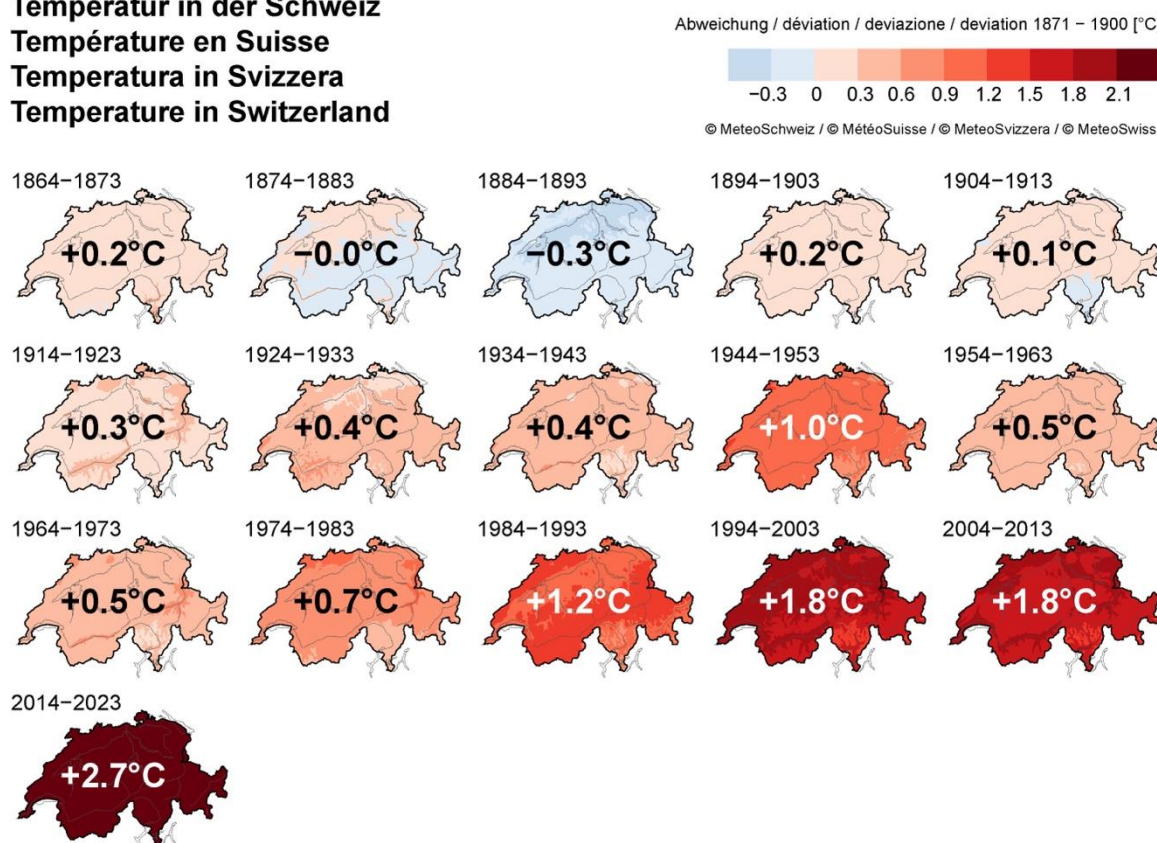 Temperatur in der Schweiz
Température en Suisse
Temperatura in Svizzera
Temperature in Switzerland
Abweichung / déviation / deviazione / deviation 1871 − 1900 [°C
−0.3 0 0.3 0.6 0.9 1.2 1.5 1.8 2.1
© MeteoSchweiz / © MétéoSuisse / © MeteoSvizzera / © MeteoSwiss
1864−1873 1874−1883 1884−1893 1894−1903 1904−1913
+0.2°C −0.0°C −0.3°C +0.2°C +0.1°C
1914−1923 1924−1933 1934−1943 1944−1953 1954−1963
+0.3°C +0.4°C +0.4°C +1.0°C +0.5°C
1964−1973 1974−1983 1984−1993 1994−2003 2004−2013
+0.5°C +0.7°C +1.2°C +1.8°C +1.8°C
2014−2023
+2.7°C